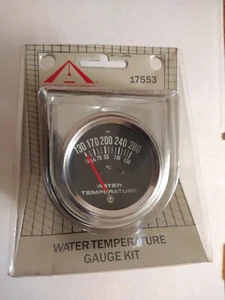 17553
130 170 200 240 280
WATER
TEMPERATURE
WATER TEMPERATURE
GAUGE KIT